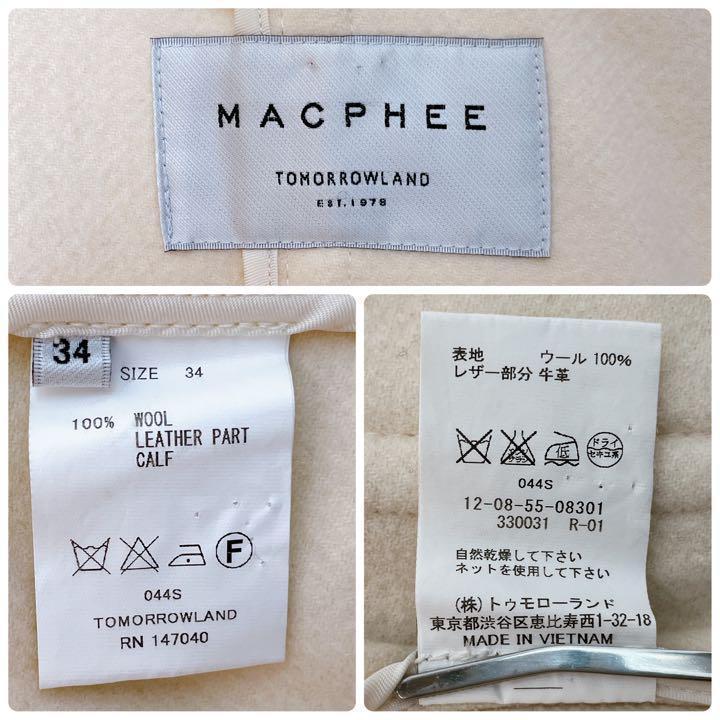 MACPHEE
TOMORROWLAND
EST. 1978
34
SIZE 34
100% WOOL
LEATHER PART
CALF
F
044S
TOMORROWLAND
RN 147040
表地 ウール 100%
レザー部分 牛革
低
ドライ
セキユ系
044S
12-08-55-08301
330031 R-01
自然乾燥して下さい
ネットを使用して下さい
(株)トゥモローランド
東京都渋谷区恵比寿西1-32-18
MADE IN VIETNAM